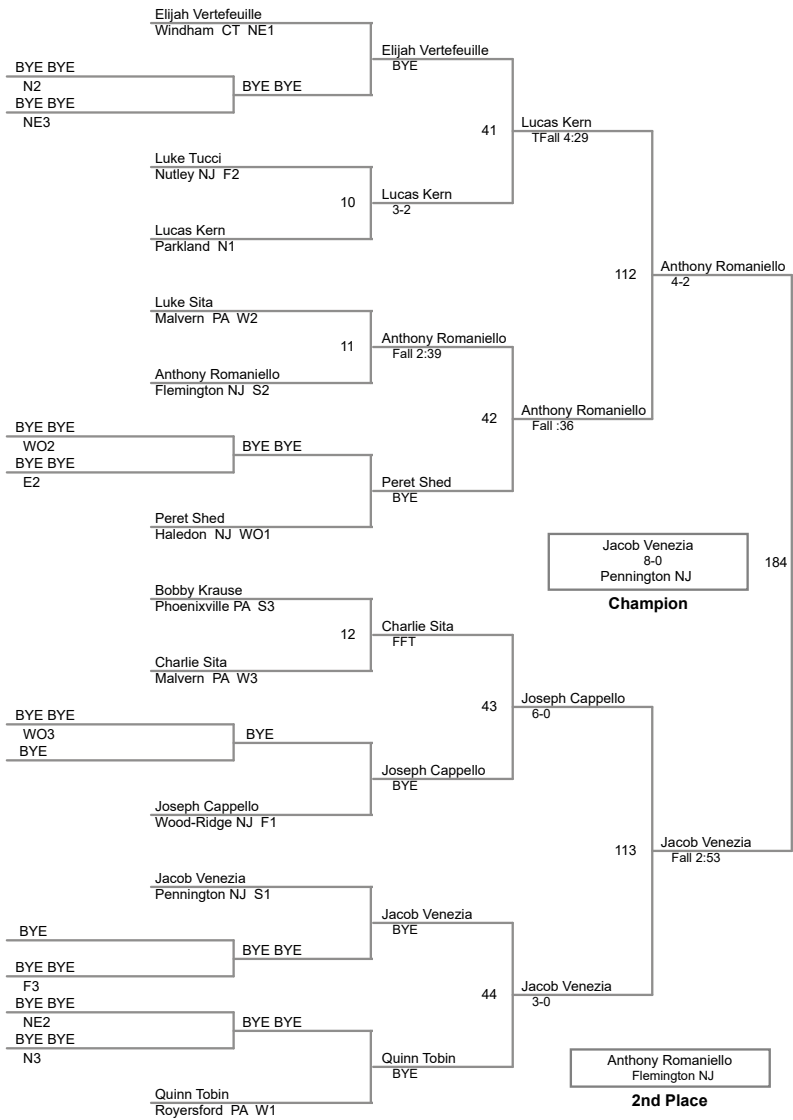 Elijah Vertefeuille
Windham CT NE1
Elijah Vertefeuille
BYE
BYE BYE
N2
BYE BYE
BYE BYE
NE3
41
Lucas Kern
TFall 4:29
Luke Tucci
Nutley NJ F2
10
Lucas Kern
3-2
Lucas Kern
Parkland N1
112
Anthony Romaniello
4-2
Luke Sita
Malvern PA W2
11
Anthony Romaniello
Fall 2:39
Anthony Romaniello
Flemington NJ S2
42
Anthony Romaniello
Fall :36
BYE BYE
WO2
BYE BYE
BYE BYE
E2
Peret Shed
BYE
Peret Shed
Haledon NJ WO1
Jacob Venezia
8-0
Pennington NJ
184
Champion
Bobby Krause
Phoenixville PA S3
12
Charlie Sita
FFT
Charlie Sita
Malvern PA W3
43
Joseph Cappello
6-0
BYE BYE
WO3
BYE
BYE
Joseph Cappello
BYE
Joseph Cappello
Wood-Ridge NJ F1
113
Jacob Venezia
Fall 2:53
Jacob Venezia
Pennington NJ S1
Jacob Venezia
BYE
BYE
BYE BYE
BYE BYE
F3
44
Jacob Venezia
3-0
BYE BYE
NE2
BYE BYE
BYE BYE
N3
Quinn Tobin
BYE
Quinn Tobin
Royersford PA W1
Anthony Romaniello
Flemington NJ
2nd Place